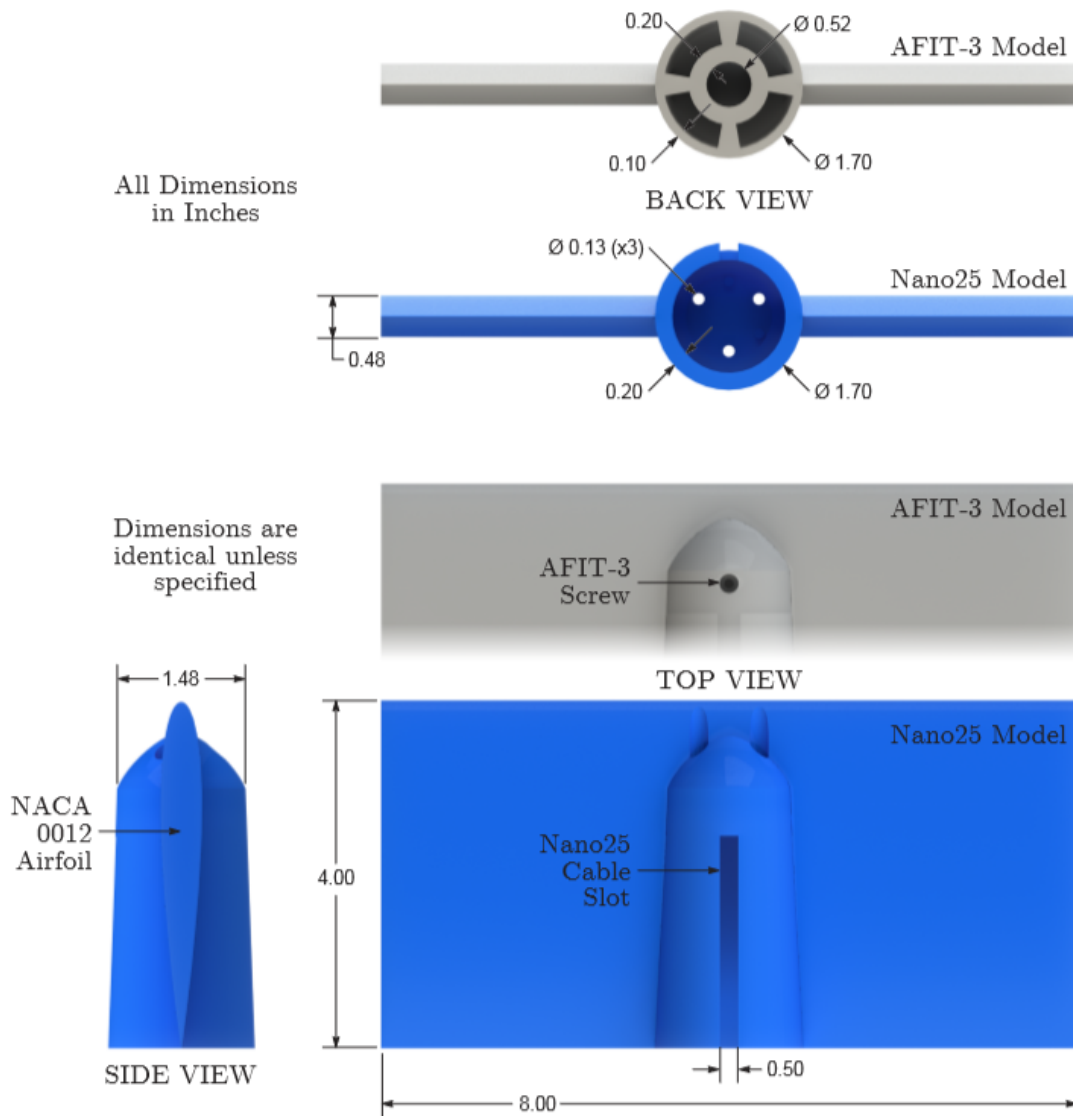 0.20
Ø 0.52
AFIT-3 Model
0.10
Ø 1.70
BACK VIEW
All Dimensions
in Inches
Ø 0.13 (x3)
Nano25 Model
0.48
0.20
Ø 1.70
Dimensions are
identical unless
specified
AFIT-3 Model
AFIT-3
Screw
1.48
TOP VIEW
Nano25 Model
NACA
0012
Airfoil
Nano25
Cable
Slot
4.00
SIDE VIEW
0.50
8.00